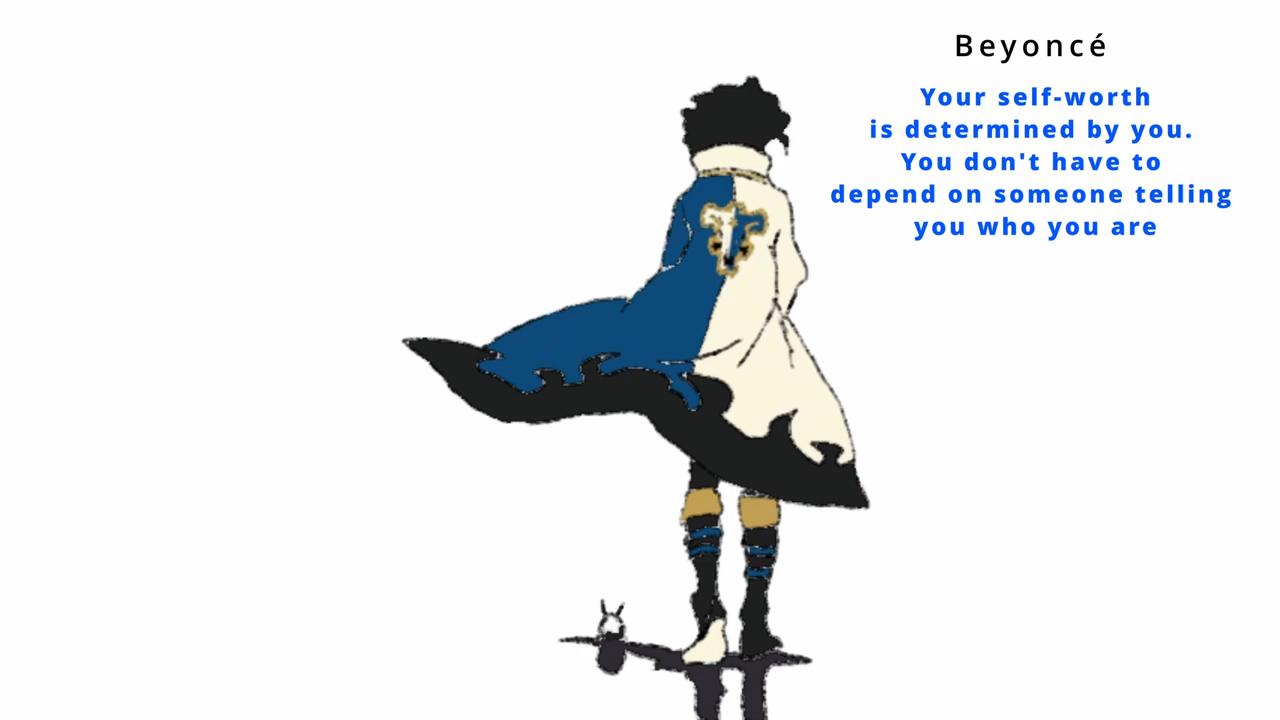 Beyoncé
Your self-worth
is determined by you.
You don't have to
depend on someone telling
you who you are